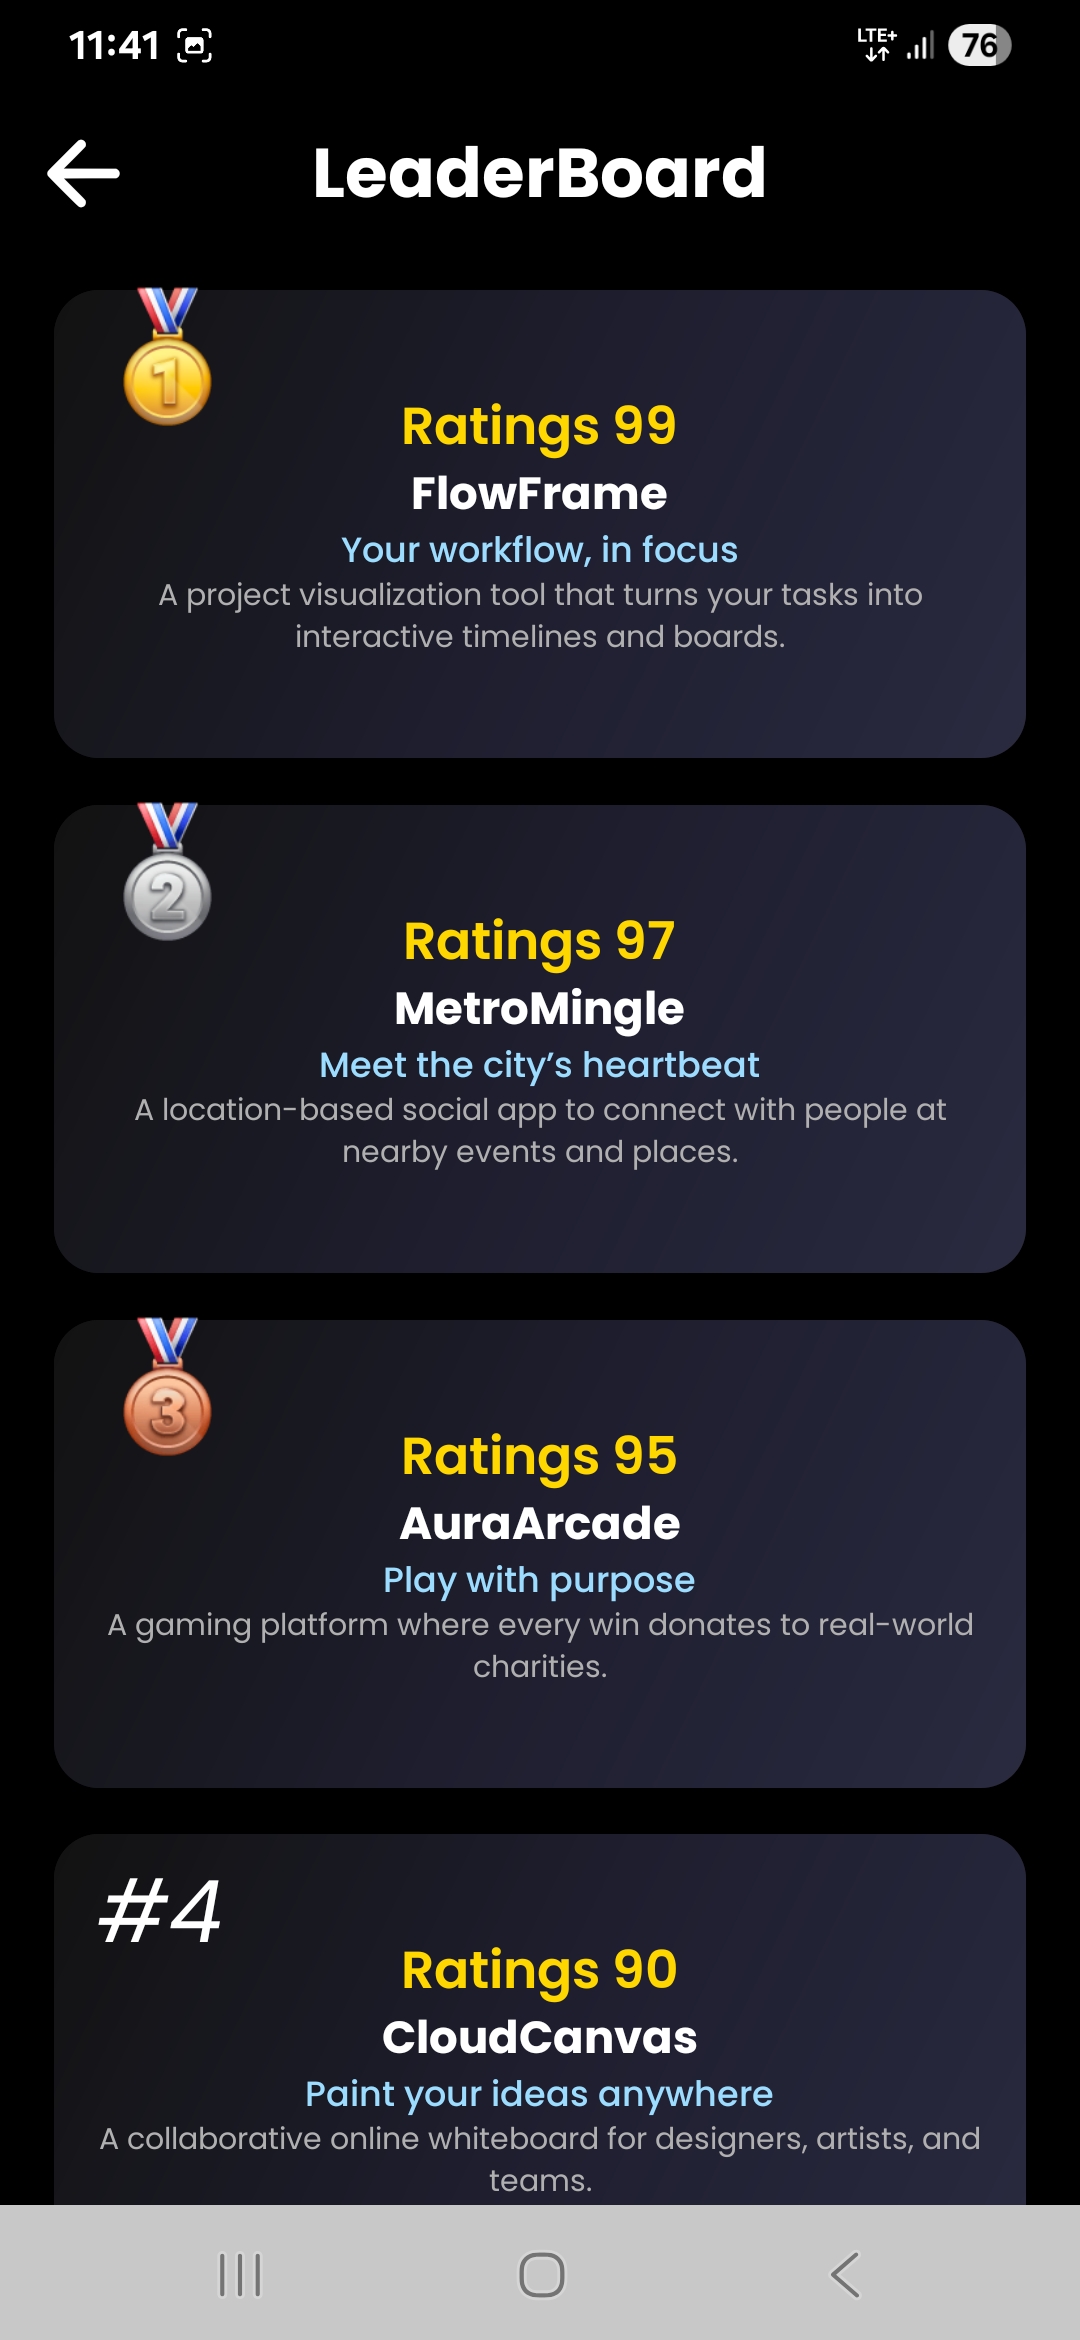 11:41
LTE+
76
LeaderBoard
1
Ratings 99
FlowFrame
Your workflow, in focus
A project visualization tool that turns your tasks into
interactive timelines and boards.
2
Ratings 97
MetroMingle
Meet the city’s heartbeat
A location-based social app to connect with people at
nearby events and places.
3
Ratings 95
AuraArcade
Play with purpose
A gaming platform where every win donates to real-world
charities.
#4
Ratings 90
CloudCanvas
Paint your ideas anywhere
A collaborative online whiteboard for designers, artists, and
teams.